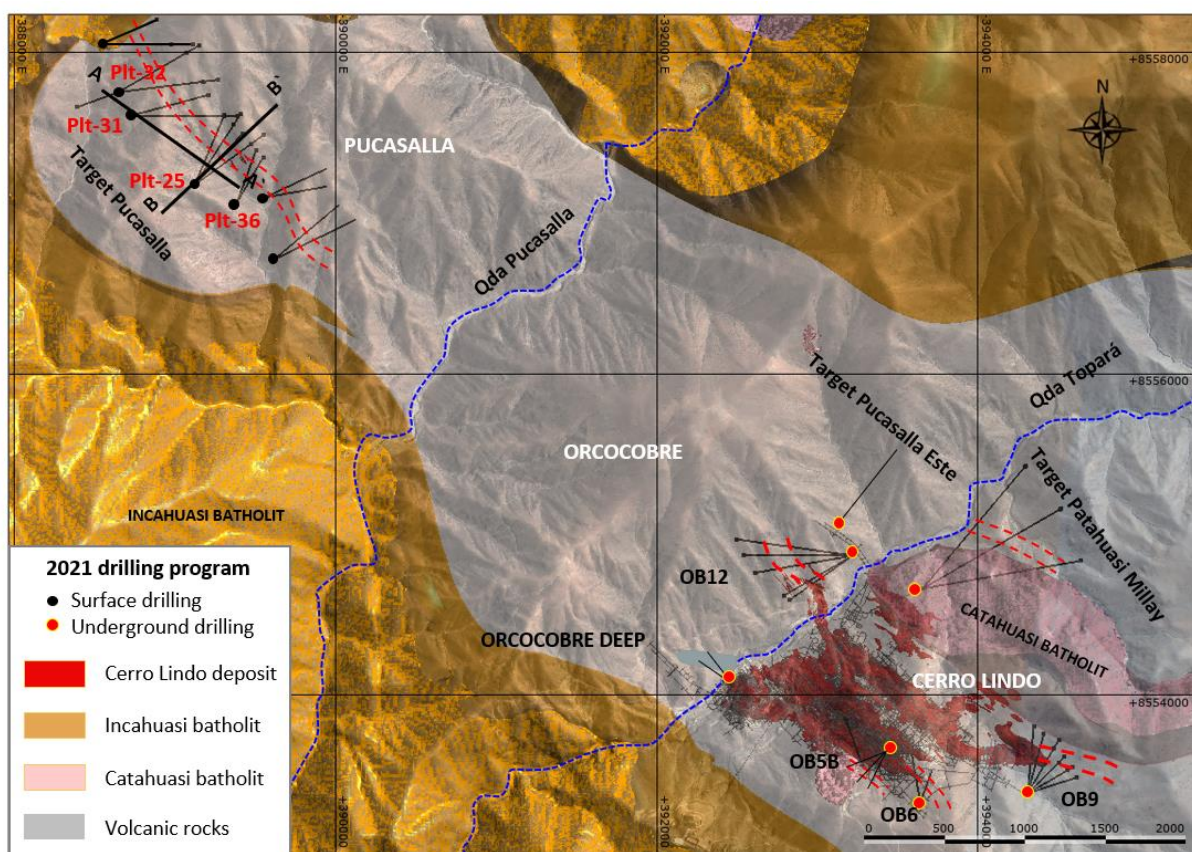 388000 E
390000 E
392000 E
394000 E
+8558000
N
Plt-32
A
B'
Plt-31
PUCASALLA
Target Pucasalla
Plt-25
A'
B
Plt-36
Qda Pucasalla
Target Pucasalla Este
Qda Topará
+8556000
Target Patahuasi Millay
ORCOCOBRE
INCAHUASI BATHOLIT
OB12
ORCOCOBRE DEEP
CATAHUASI BATHOLIT
CERRO LINDO
+8554000
OB5B
OB6
OB9
+390000
+392000
+394000
0 500 1000 1500 2000
2021 drilling program
Surface drilling
Underground drilling
Cerro Lindo deposit
Incahuasi batholit
Catahuasi batholit
Volcanic rocks